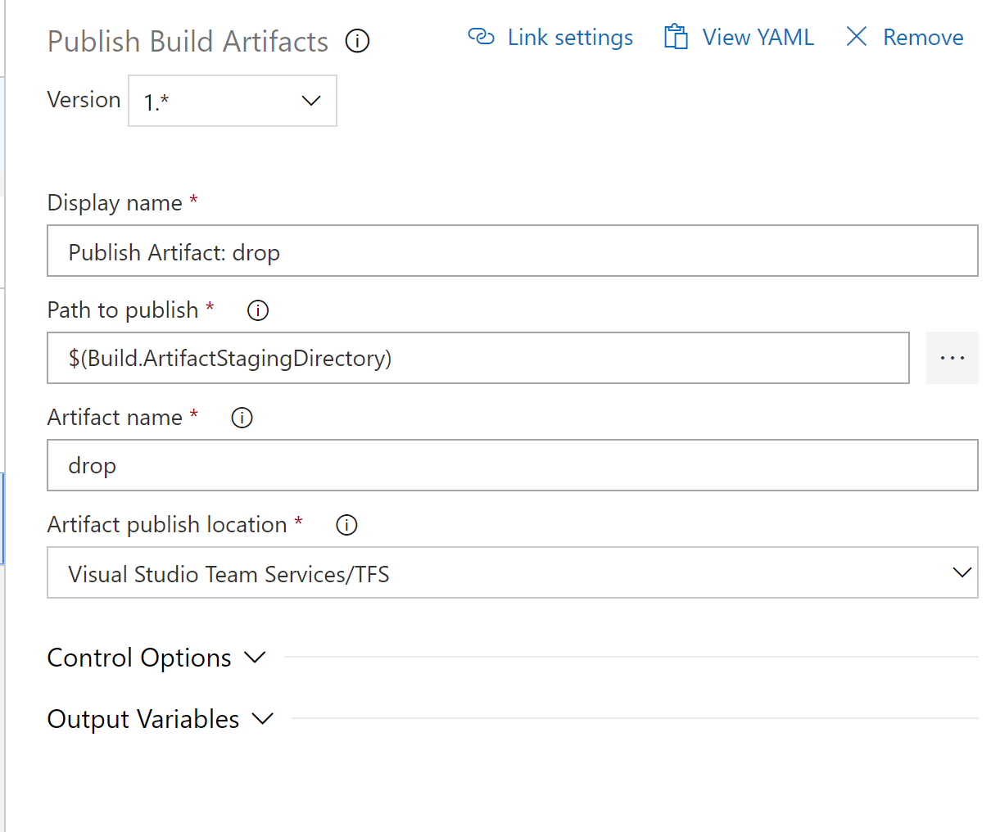 Publish Build Artifacts
Link settings
View YAML
Remove
Version 1.*
Display name *
Publish Artifact: drop
Path to publish *
$(Build.ArtifactStagingDirectory)
...
Artifact name *
drop
Artifact publish location *
Visual Studio Team Services/TFS
Control Options
Output Variables